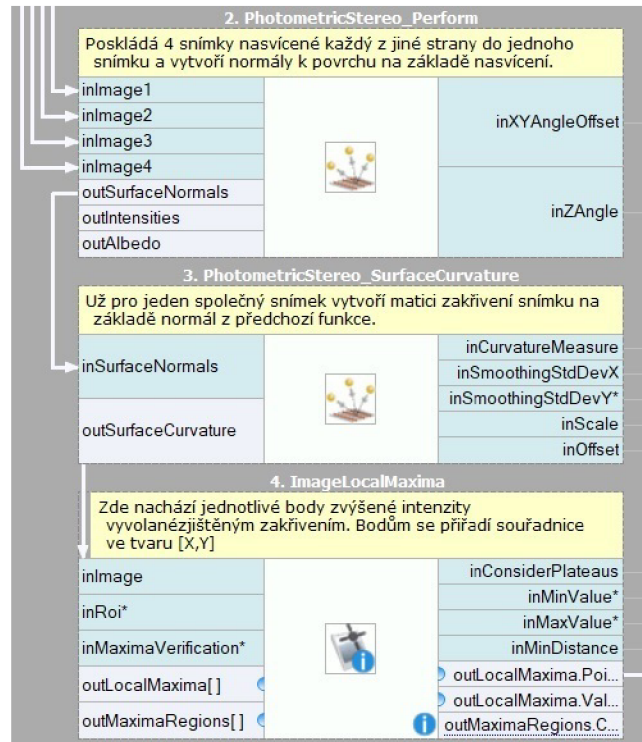 2. PhotometricStereo_Perform
Poskládá 4 snímky nasvícené každý z jiné strany do jednoho
snímku a vytvoří normály k povrchu na základě nasvícení.
inImage1
inImage2
inImage3
inImage4
outSurfaceNormals
outIntensities
outAlbedo
inXYAngleOffset
inZAngle
3. PhotometricStereo_SurfaceCurvature
Už pro jeden společný snímek vytvoří matici zakřivení snímku na
základě normál z předchozí funkce.
inSurfaceNormals
outSurfaceCurvature
inCurvatureMeasure
inSmoothingStdDevX
inSmoothingStdDevY*
inScale
inOffset
4. ImageLocalMaxima
Zde nachází jednotlivé body zvýšené intenzity
vyvolanézjištěným zakřivením. Bodům se přiřadí souřadnice
ve tvaru [X,Y]
inImage
inRoi*
inMaximaVerification*
outLocalMaxima[ ]
outMaximaRegions[ ]
inConsiderPlateaus
inMinValue*
inMaxValue*
inMinDistance
outLocalMaxima.Poi...
outLocalMaxima.Val...
outMaximaRegions.C...